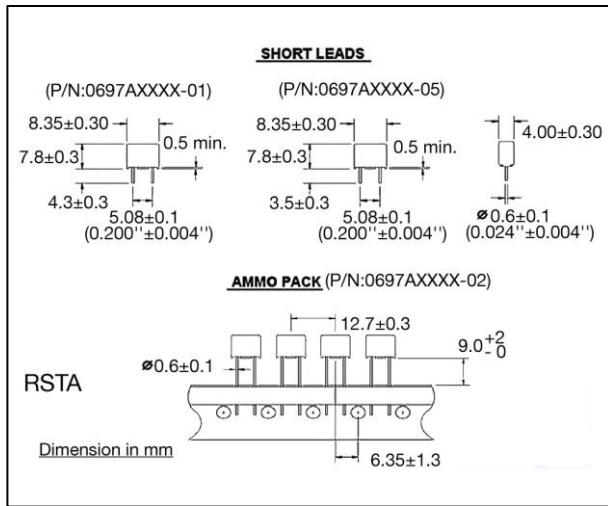 SHORT LEADS
(P/N:0697AXXXX-01)
(P/N:0697AXXXX-05)
8.35±0.30
8.35±0.30
4.00±0.30
0.5 min.
0.5 min.
7.8±0.3
7.8±0.3
4.3±0.3
3.5±0.3
5.08±0.1
(0.200''±0.004'')
5.08±0.1
(0.200''±0.004'')
ø0.6±0.1
(0.024''±0.004'')
AMMO PACK (P/N:0697AXXXX-02)
12.7±0.3
9.0+2-0
ø0.6±0.1
RSTA
Dimension in mm
6.35±1.3